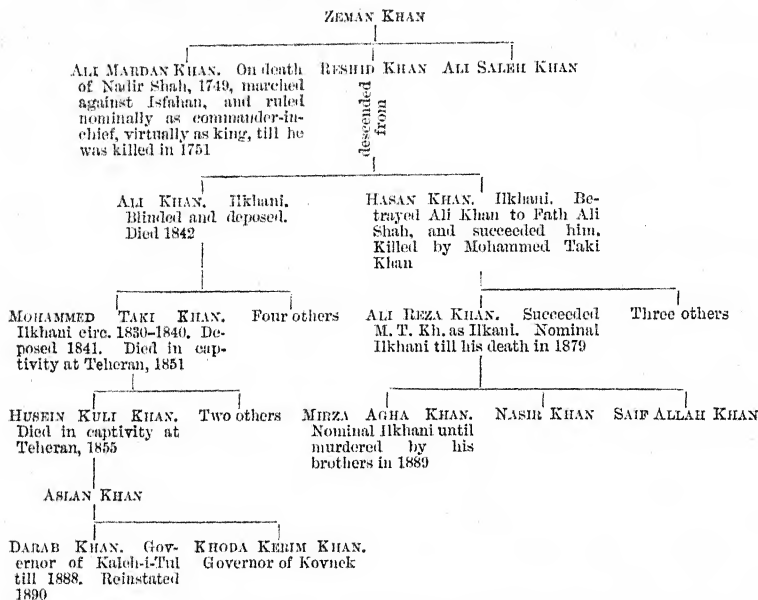 ZEMAN KHAN
ALI MARDAN KHAN. On death
of Nadir Shah, 1749, marched
against Isfahan, and ruled
nominally as commander-in-
chief, virtually as king, till he
was killed in 1751
RESHID KHAN
ALI SALEH KHAN
descended
from
ALI KHAN. Ilkhani.
Blinded and deposed.
Died 1842
HASAN KHAN. Ilkhani. Be-
trayed Ali Khan to Fath Ali
Shah, and succeeded him.
Killed by Mohammed Taki
Khan
MOHAMMED TAKI KHAN.
Ilkhani circ. 1830-1840. De-
posed 1841. Died in cap-
tivity at Teheran, 1851
Four others
ALI REZA KHAN. Succeeded
M. T. Kh. as Ilkani. Nominal
Ilkhani till his death in 1879
Three others
HUSEIN KULI KHAN.
Died in captivity at
Teheran, 1855
Two others
MIRZA AGHA KHAN.
Nominal Ilkhani until
murdered by his
brothers in 1889
NASIR KHAN
SAIF ALLAH KHAN
ASLAN KHAN
DARAB KHAN. Gov-
ernor of Kaleh-i-Tul
till 1888. Reinstated
1890
KHODA KERIM KHAN.
Governor of Kovnek